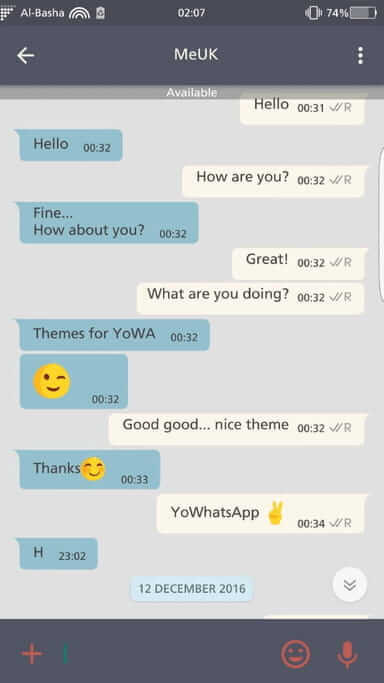 Al-Basha 02:07 74%
MeUK
Available
Hello 00:31 R
Hello 00:32
How are you? 00:32 R
Fine...
How about you? 00:32
Great! 00:32 R
What are you doing? 00:32 R
Themes for YoWA 00:32
00:32
Good good... nice theme 00:32 R
Thanks 00:33
YoWhatsApp 00:34 R
H 23:02
12 DECEMBER 2016